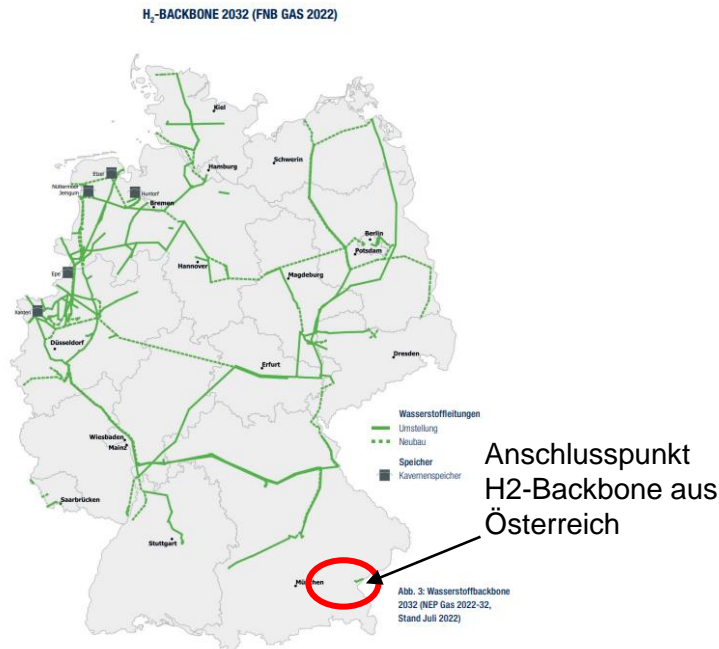 H₂-BACKBONE 2032 (FNB GAS 2022)
Kiel
Hamburg
Schwerin
Etzel
Nüttermoor
Jemgum
Huntorf
Bremen
Berlin
Potsdam
Hannover
Magdeburg
Epe
Xanten
Düsseldorf
Erfurt
Dresden
Wiesbaden
Mainz
Saarbrücken
Stuttgart
München
Wasserstoffleitungen
Umstellung
Neubau
Speicher
Kavernenspeicher
Anschlusspunkt
H2-Backbone aus
Österreich
Abb. 3: Wasserstoffbackbone
2032 (NEP Gas 2022-32,
Stand Juli 2022)